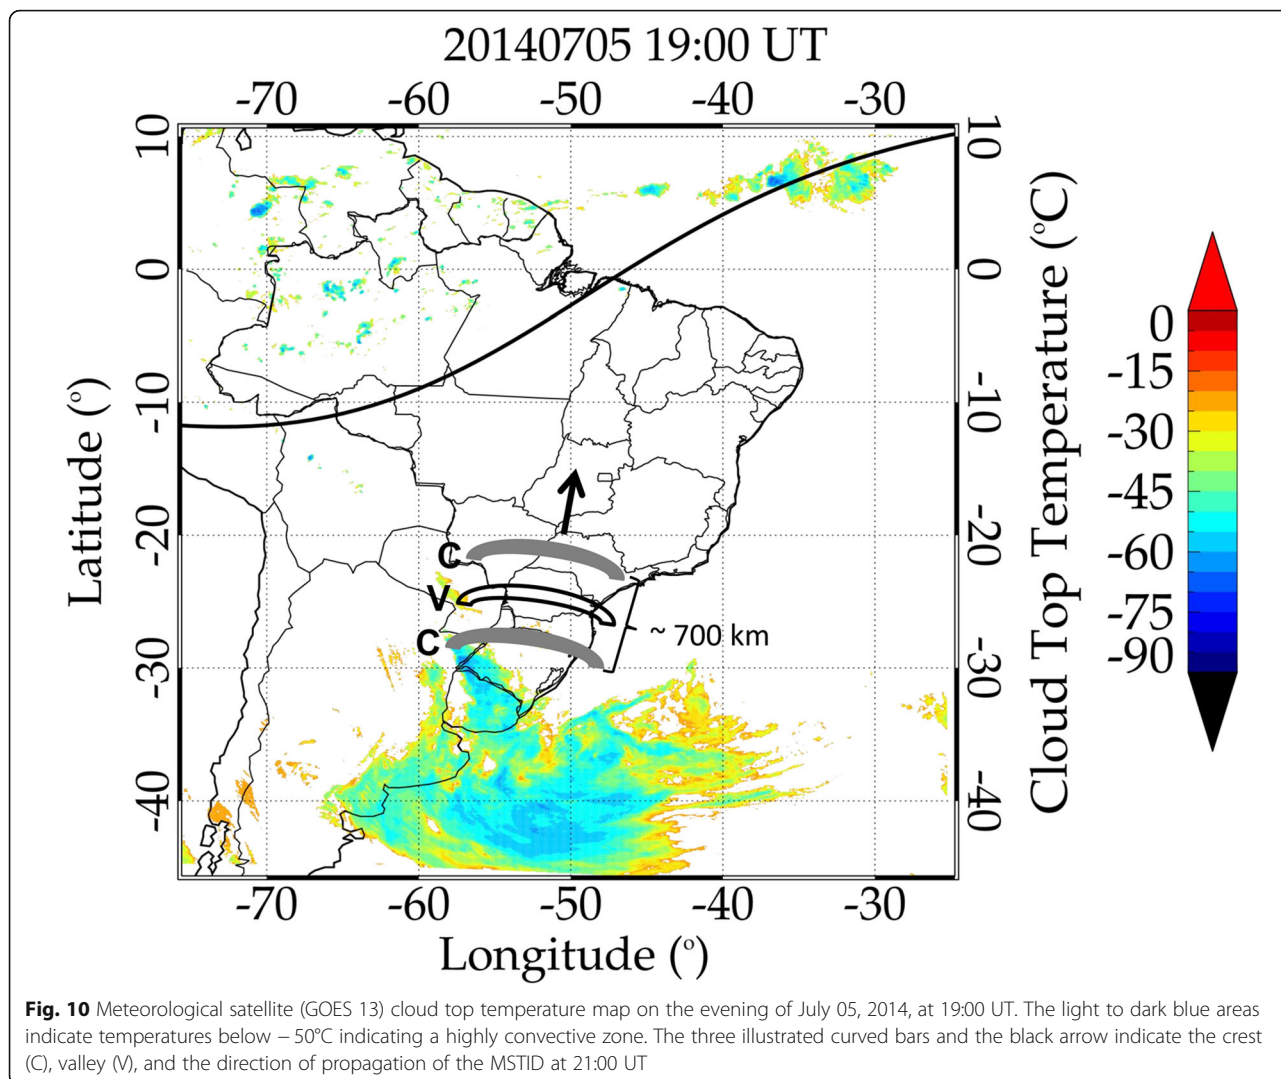 20140705 19:00 UT
-70 -60 -50 -40 -30
10 10
0 0
-10 -10
-20 -20
-30 -30
-40 -40
Latitude (°)
C
V
C
~ 700 km
-70 -60 -50 -40 -30
Longitude (°)
Cloud Top Temperature (°C)
0
-15
-30
-45
-60
-75
-90
Fig. 10 Meteorological satellite (GOES 13) cloud top temperature map on the evening of July 05, 2014, at 19:00 UT. The light to dark blue areas
indicate temperatures below − 50°C indicating a highly convective zone. The three illustrated curved bars and the black arrow indicate the crest
(C), valley (V), and the direction of propagation of the MSTID at 21:00 UT